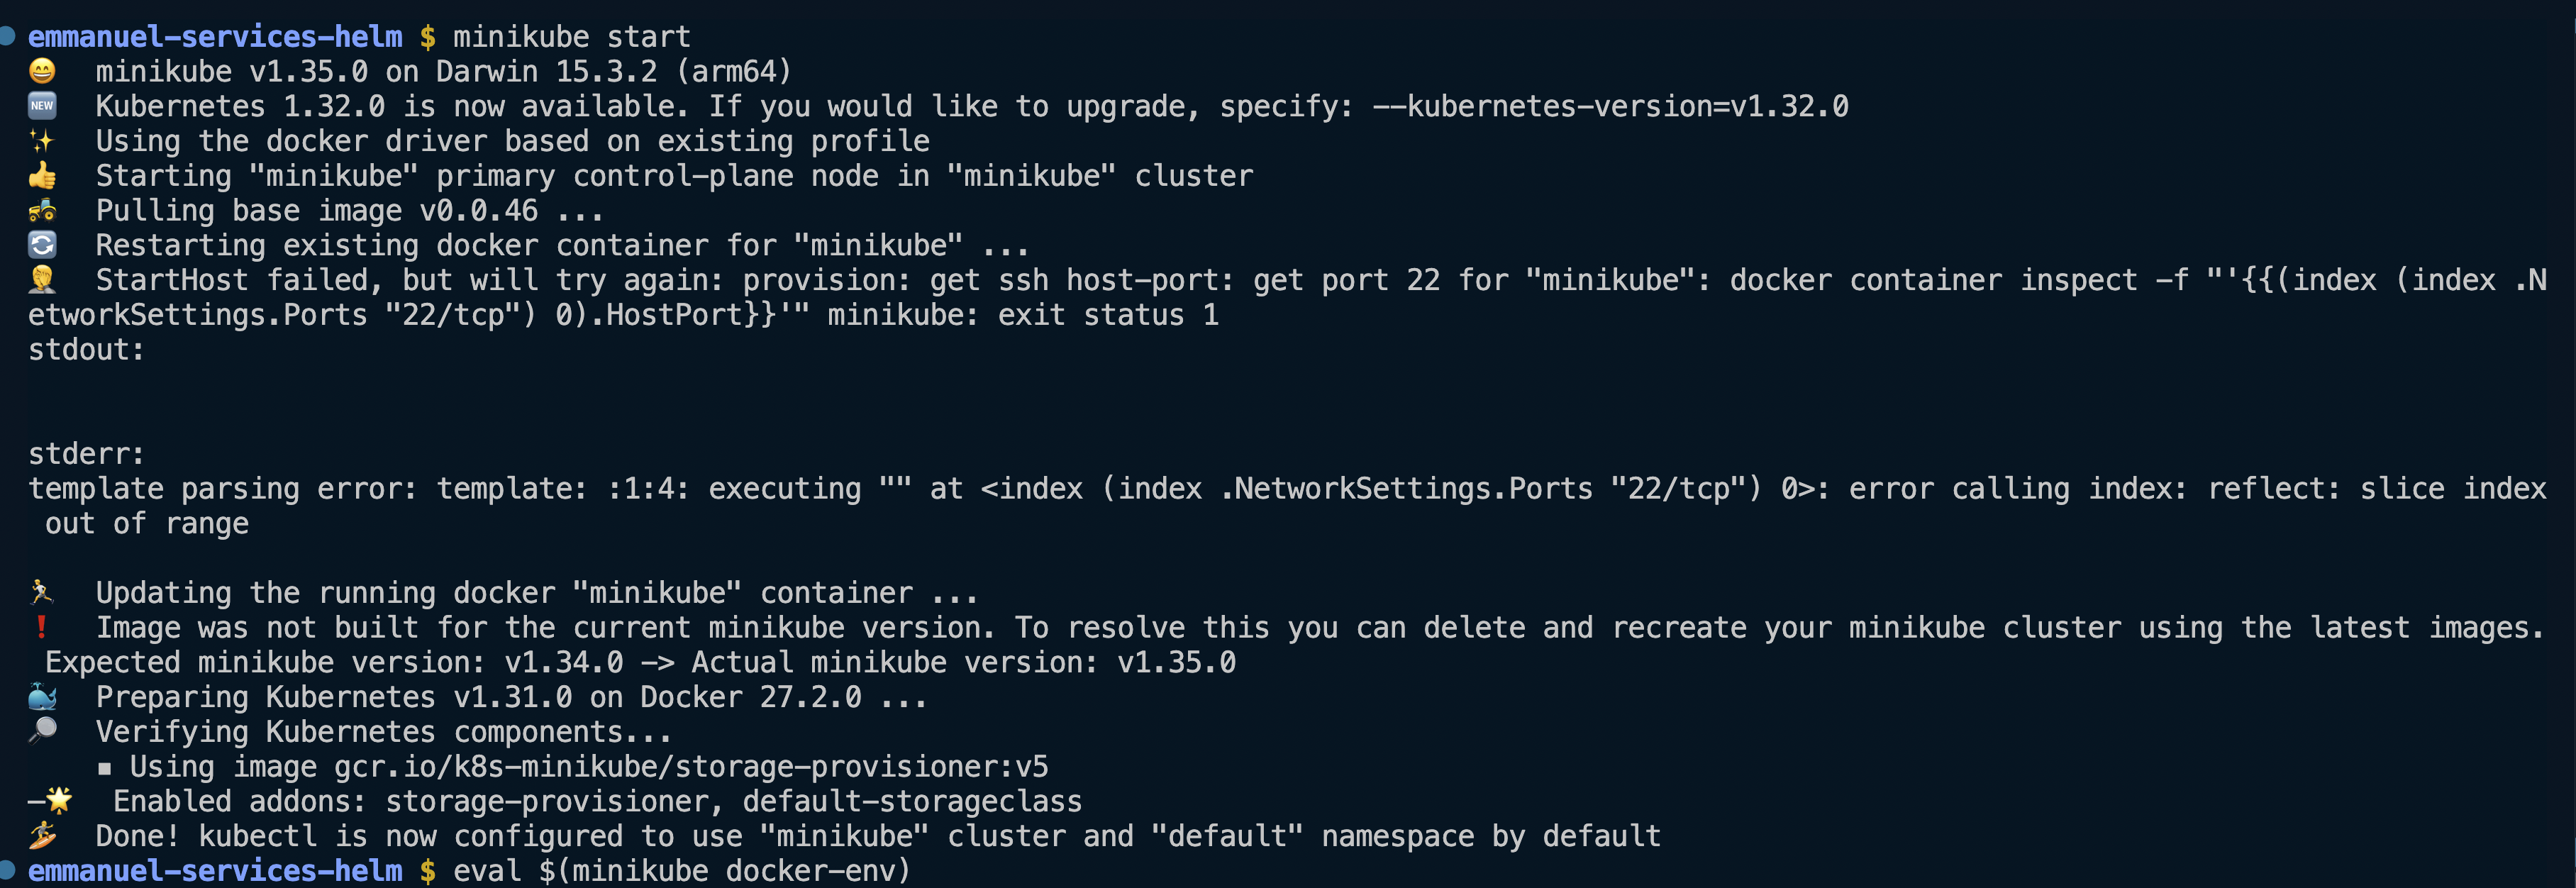 emmanuel-services-helm $ minikube start
😄  minikube v1.35.0 on Darwin 15.3.2 (arm64)
🆕  Kubernetes 1.32.0 is now available. If you would like to upgrade, specify: --kubernetes-version=v1.32.0
✨  Using the docker driver based on existing profile
👍  Starting "minikube" primary control-plane node in "minikube" cluster
🚜  Pulling base image v0.0.46 ...
🔄  Restarting existing docker container for "minikube" ...
🤦  StartHost failed, but will try again: provision: get ssh host-port: get port 22 for "minikube": docker container inspect -f "'{{(index (index .N
etworkSettings.Ports "22/tcp") 0).HostPort}}'" minikube: exit status 1
stdout:
stderr:
template parsing error: template: :1:4: executing "" at <index (index .NetworkSettings.Ports "22/tcp") 0>: error calling index: reflect: slice index
 out of range
🏃  Updating the running docker "minikube" container ...
❗  Image was not built for the current minikube version. To resolve this you can delete and recreate your minikube cluster using the latest images.
 Expected minikube version: v1.34.0 -> Actual minikube version: v1.35.0
🐳  Preparing Kubernetes v1.31.0 on Docker 27.2.0 ...
🔎  Verifying Kubernetes components...
    ▪ Using image gcr.io/k8s-minikube/storage-provisioner:v5
—🌟  Enabled addons: storage-provisioner, default-storageclass
🏄  Done! kubectl is now configured to use "minikube" cluster and "default" namespace by default
emmanuel-services-helm $ eval $(minikube docker-env)